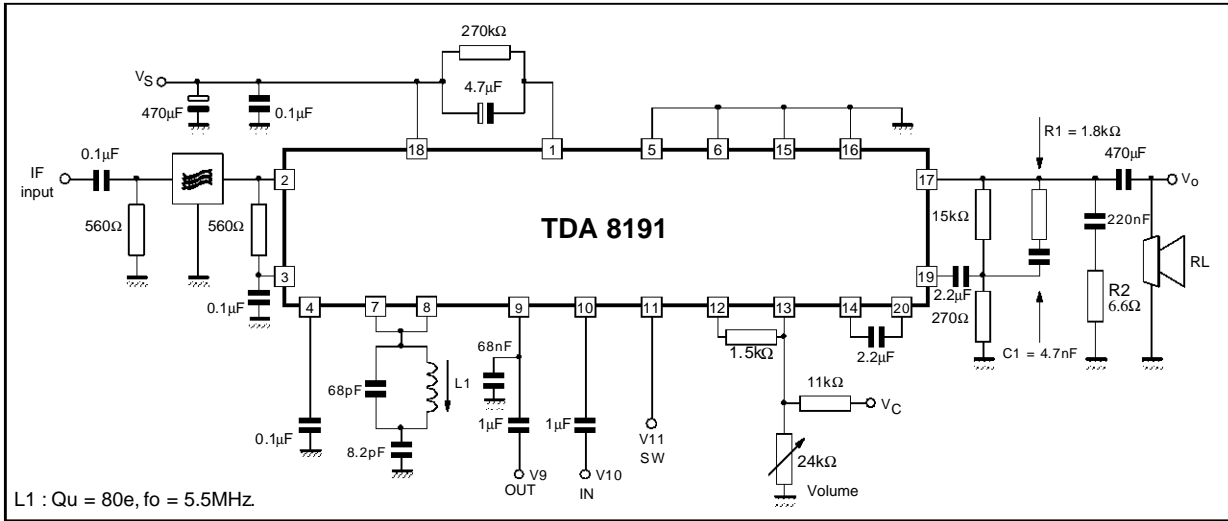 270kΩ
VS
4.7µF
470µF
0.1µF
R1 = 1.8kΩ
18
1
5
6
15
16
0.1µF
470µF
IF
input
2
17
Vo
560Ω
560Ω
TDA 8191
15kΩ
220nF
RL
3
19
0.1µF
2.2µF
R2
6.6Ω
270Ω
4
7
8
9
10
11
12
13
14
20
C1 = 4.7nF
1.5kΩ
2.2µF
68nF
68pF
L1
11kΩ
VC
0.1µF
8.2pF
1µF
1µF
V11
SW
24kΩ
V9
OUT
V10
IN
Volume
L1 : Qu = 80e, fo = 5.5MHz.